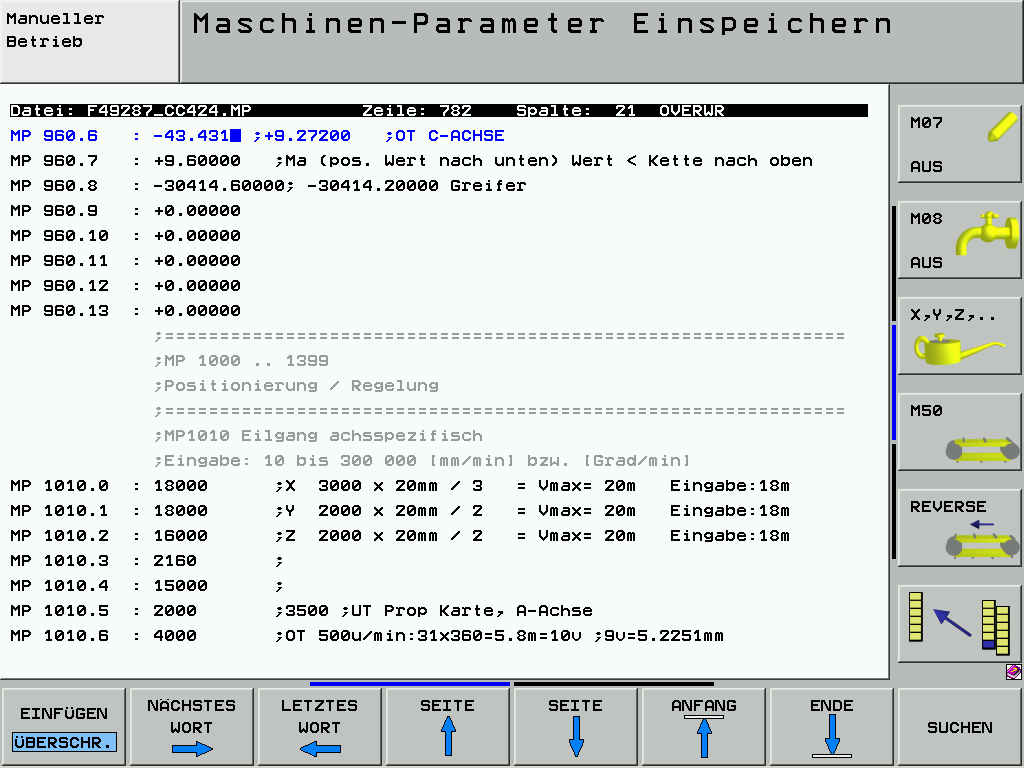 Manueller
Betrieb
Maschinen-Parameter Einspeichern
Datei: F49287_CC424.MP Zeile: 782 Spalte: 21 OVERWR
MP 960.6 : -43.431 ;+9.27200 ;OT C-ACHSE
MP 960.7 : +9.60000 ;Ma (pos. Wert nach unten) Wert < Kette nach oben
MP 960.8 : -30414.60000; -30414.20000 Greifer
MP 960.9 : +0.00000
MP 960.10 : +0.00000
MP 960.11 : +0.00000
MP 960.12 : +0.00000
MP 960.13 : +0.00000
;==============================================================
;MP 1000 .. 1399
;Positionierung / Regelung
;==============================================================
;MP1010 Eilgang achsspezifisch
;Eingabe: 10 bis 300 000 [mm/min] bzw. [Grad/min]
MP 1010.0 : 18000 ;X 3000 x 20mm / 3 = Vmax= 20m Eingabe:18m
MP 1010.1 : 18000 ;Y 2000 x 20mm / 2 = Vmax= 20m Eingabe:18m
MP 1010.2 : 16000 ;Z 2000 x 20mm / 2 = Vmax= 20m Eingabe:18m
MP 1010.3 : 2160 ;
MP 1010.4 : 15000 ;
MP 1010.5 : 2000 ;3500 ;UT Prop Karte, A-Achse
MP 1010.6 : 4000 ;OT 500u/min:31x360=5.8m=10v ;9v=5.2251mm
M07
AUS
M08
AUS
X,Y,Z,..
M50
REVERSE
EINFÜGEN
ÜBERSCHR.
NÄCHSTES
WORT
LETZTES
WORT
SEITE
SEITE
ANFANG
ENDE
SUCHEN